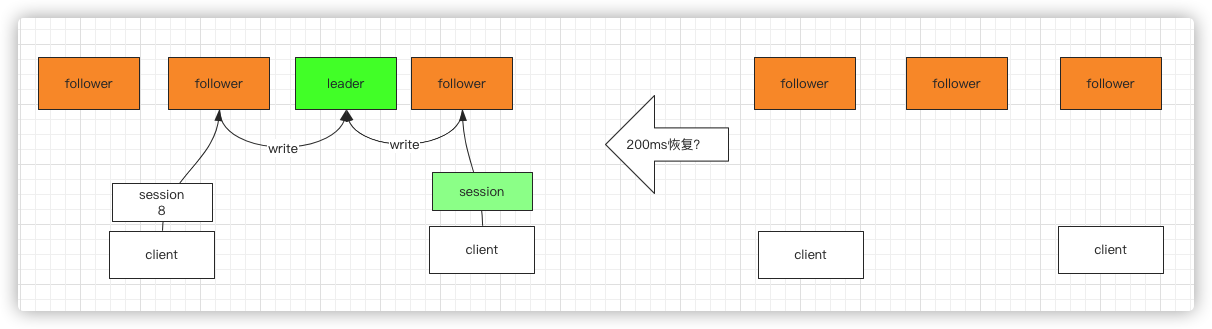 follower
follower
leader
follower
follower
follower
follower
write
write
200ms恢复?
session
8
session
client
client
client
client